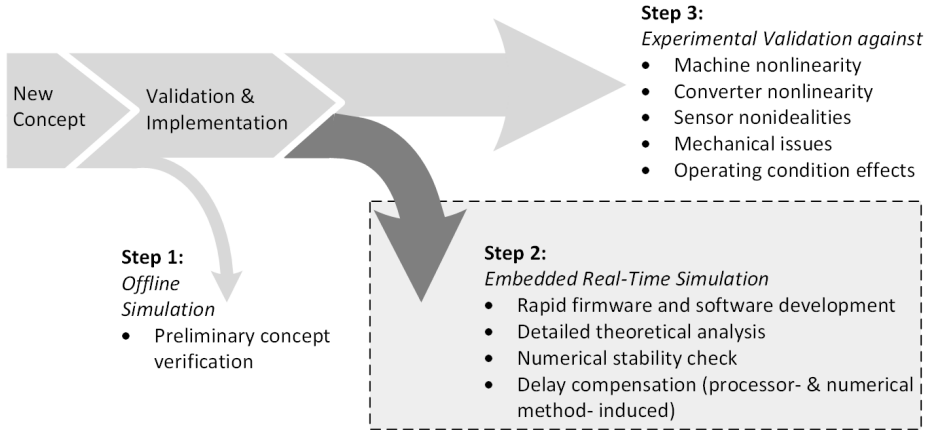 New
Concept
Validation &
Implementation
Step 1:
Offline
Simulation
• Preliminary concept
verification
Step 2:
Embedded Real-Time Simulation
• Rapid firmware and software development
• Detailed theoretical analysis
• Numerical stability check
• Delay compensation (processor- & numerical
method- induced)
Step 3:
Experimental Validation against
• Machine nonlinearity
• Converter nonlinearity
• Sensor nonidealities
• Mechanical issues
• Operating condition effects